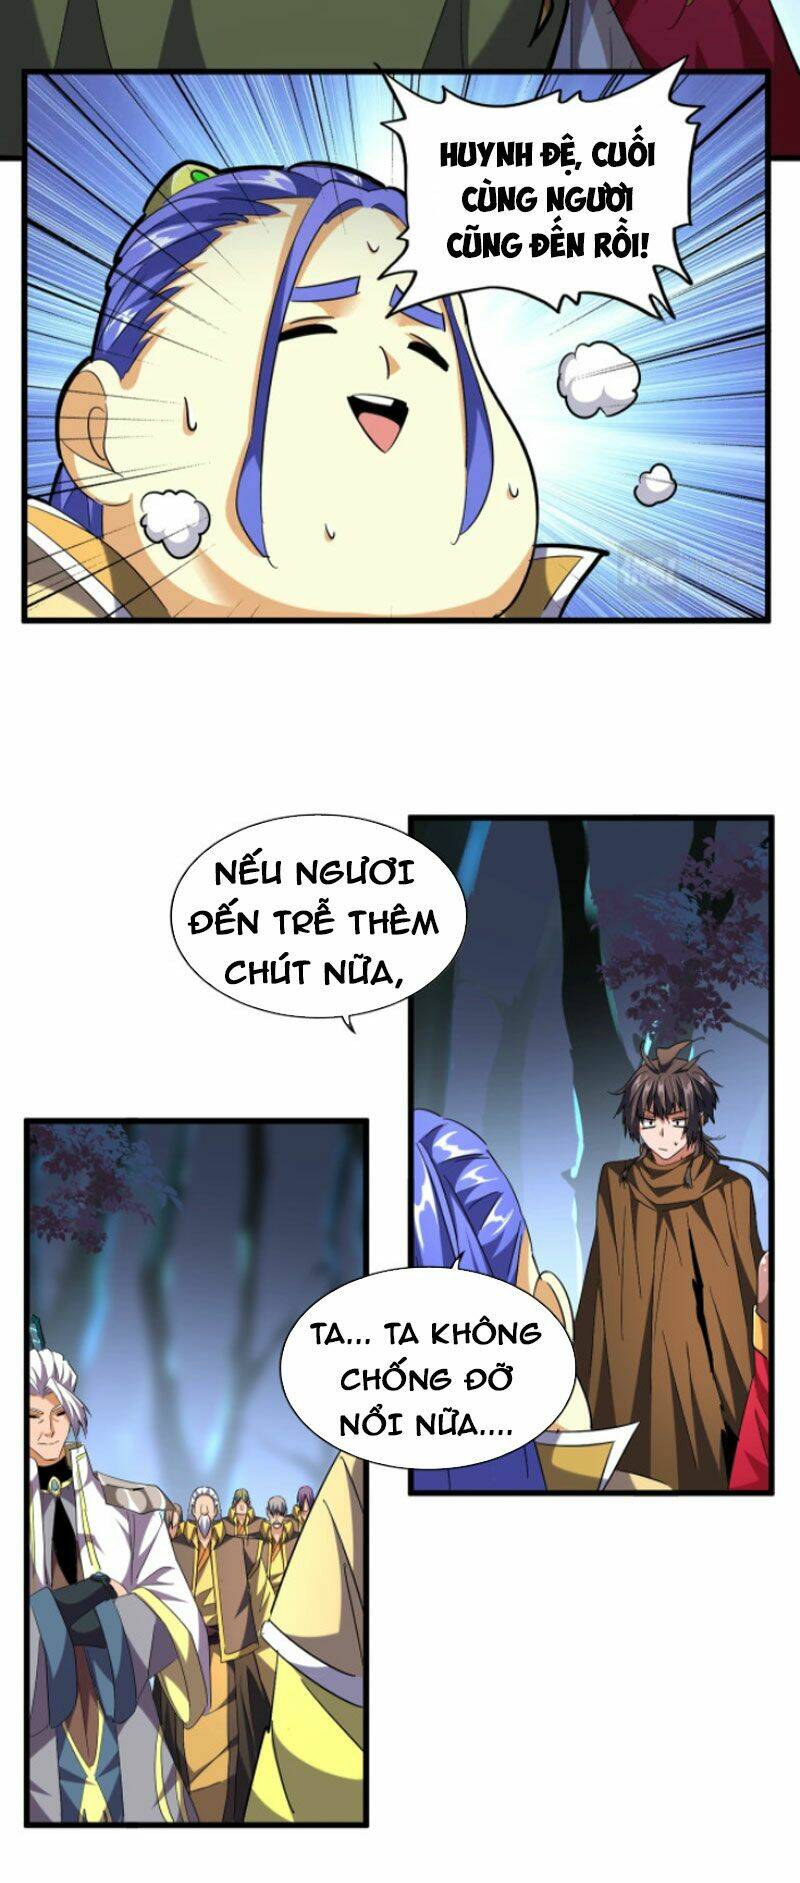 HUYNH ĐỆ, CUỐI
CÙNG NGƯƠI
CŨNG ĐẾN RỒI!
NẾU NGƯƠI
ĐẾN TRỄ THÊM
CHÚT NỮA,
TA... TA KHÔNG
CHỐNG ĐỠ
NỔI NỮA....